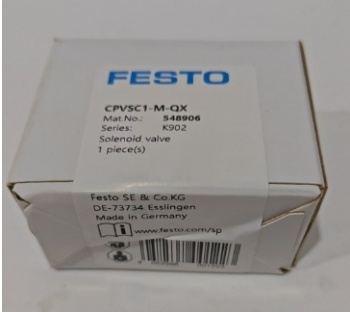 FESTO
CPVSC1-M-QX
Mat.No.: 548906
Series: K902
Solenoid valve
1 piece(s)
Festo SE & Co.KG
DE-73734 Esslingen
Made in Germany
www.festo.com/sp